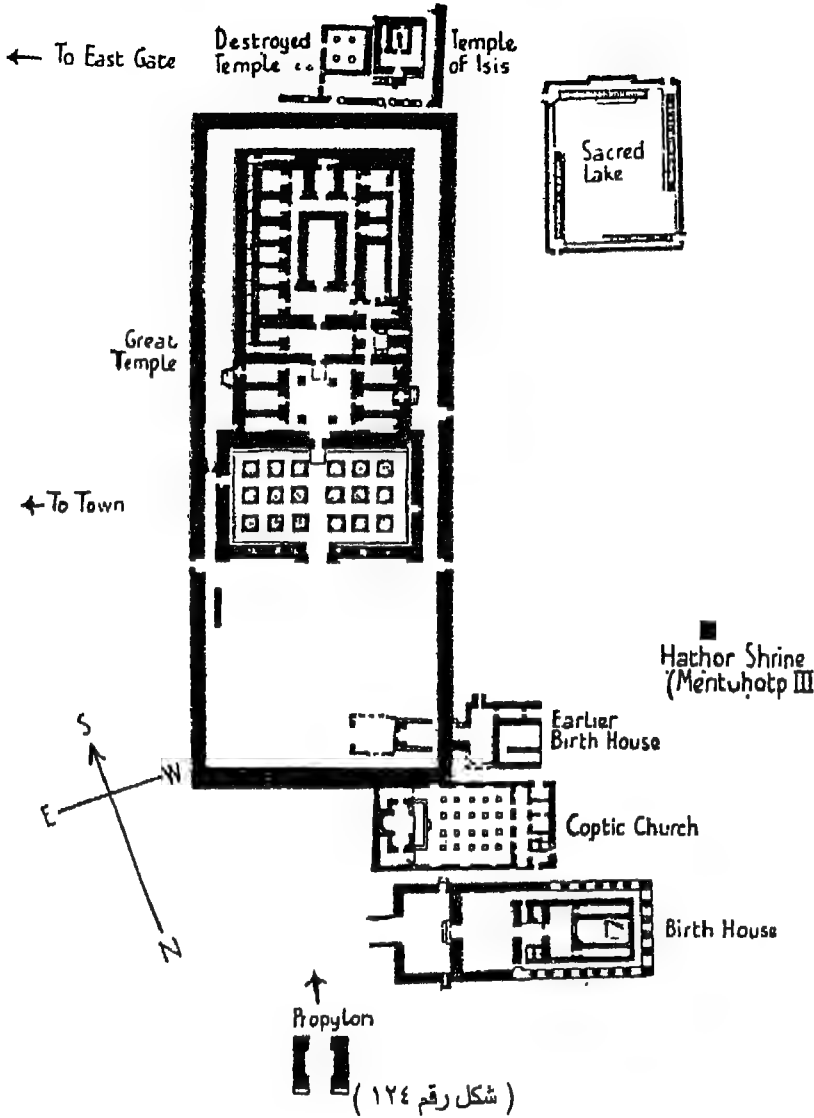 ← To East Gate
Destroyed
Temple
Temple
of Isis
Sacred
Lake
Great
Temple
← To Town
Hathor Shrine
(Mentuhotp III
Earlier
Birth House
S
W
E
N
Coptic Church
Birth House
Propylon
( شكل رقم ١٢٤ )